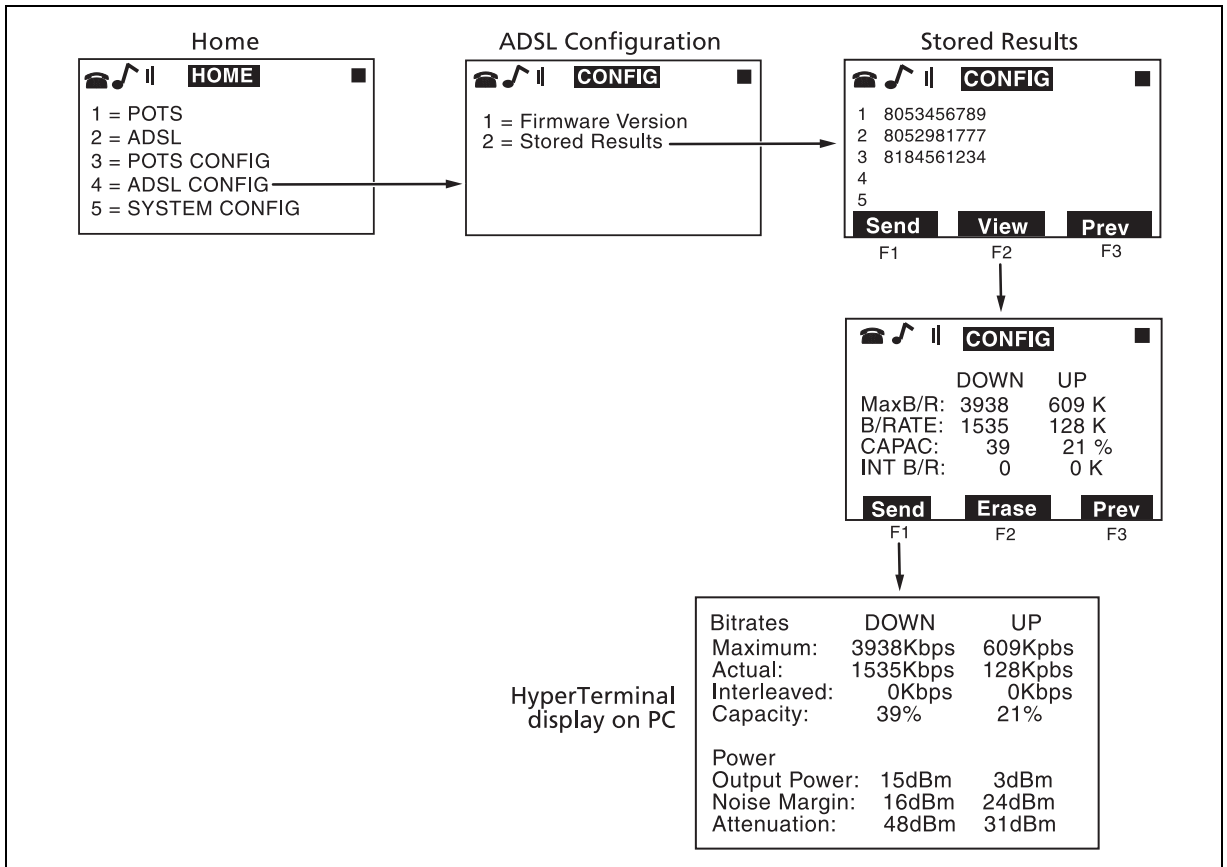 Home
HOME
1 = POTS
2 = ADSL
3 = POTS CONFIG
4 = ADSL CONFIG
5 = SYSTEM CONFIG
ADSL Configuration
CONFIG
1 = Firmware Version
2 = Stored Results
Stored Results
CONFIG
1 8053456789
2 8052981777
3 8184561234
4
5
Send View Prev
F1 F2 F3
CONFIG
DOWN UP
MaxB/R: 3938 609 K
B/RATE: 1535 128 K
CAPAC: 39 21 %
INT B/R: 0 0 K
Send Erase Prev
F1 F2 F3
HyperTerminal
display on PC
Bitrates DOWN UP
Maximum: 3938Kbps 609Kpbs
Actual: 1535Kbps 128Kpbs
Interleaved: 0Kbps 0Kbps
Capacity: 39% 21%
Power
Output Power: 15dBm 3dBm
Noise Margin: 16dBm 24dBm
Attenuation: 48dBm 31dBm